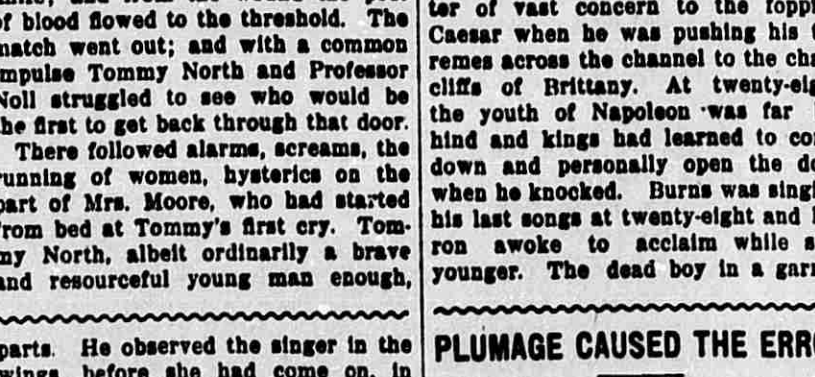 of blood flowed to the threshold. The
match went out; and with a common
impulse Tommy North and Professor
Noll struggled to see who would be
the first to get back through that door.
There followed alarms, screams, the
running of women, hysterics on the
part of Mrs. Moore, who had started
from bed at Tommy's first cry. Tom-
my North, albeit ordinarily a brave
and resourceful young man enough,
parts. He observed the singer in the
wings before she had come on, in
ter of vast concern to the
Caesar when he was pushing his
remes across the channel to the
cliffs of Brittany. At
the youth of Napoleon was far
hind and kings had learned to
down and personally open the
when he knocked. Burns was
his last songs at twenty-eight and
ron awoke to acclaim while
younger. The dead boy in a
PLUMAGE CAUSED THE